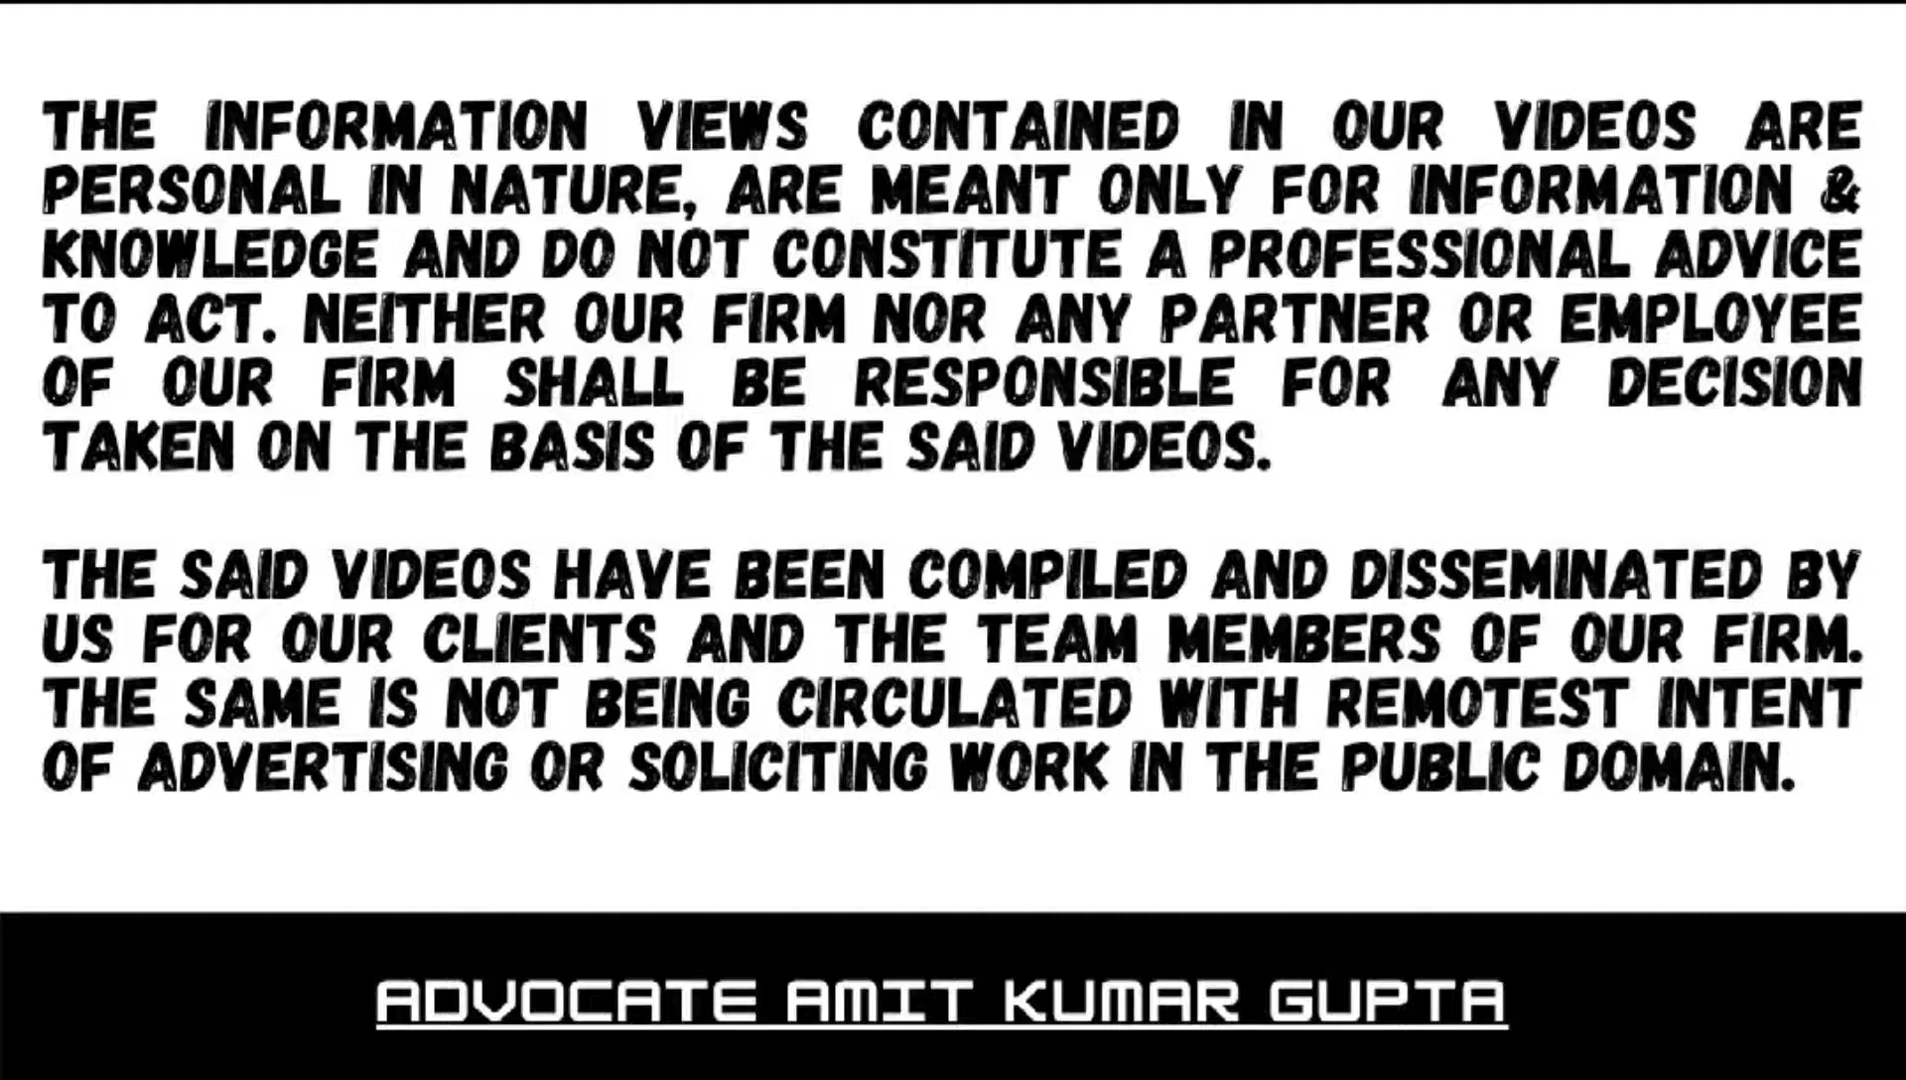 THE INFORMATION VIEWS CONTAINED IN OUR VIDEOS ARE
PERSONAL IN NATURE, ARE MEANT ONLY FOR INFORMATION &
KNOWLEDGE AND DO NOT CONSTITUTE A PROFESSIONAL ADVICE
TO ACT. NEITHER OUR FIRM NOR ANY PARTNER OR EMPLOYEE
OF OUR FIRM SHALL BE RESPONSIBLE FOR ANY DECISION
TAKEN ON THE BASIS OF THE SAID VIDEOS.
THE SAID VIDEOS HAVE BEEN COMPILED AND DISSEMINATED BY
US FOR OUR CLIENTS AND THE TEAM MEMBERS OF OUR FIRM.
THE SAME IS NOT BEING CIRCULATED WITH REMOTEST INTENT
OF ADVERTISING OR SOLICITING WORK IN THE PUBLIC DOMAIN.
ADVOCATE AMIT KUMAR GUPTA